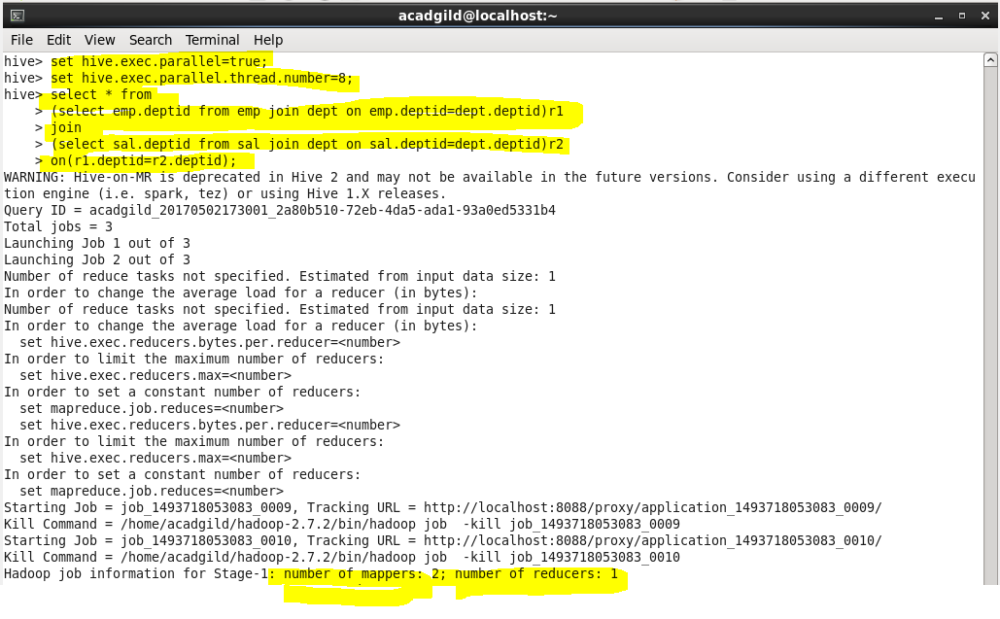 acadgild@localhost:~
File Edit View Search Terminal Help
hive> set hive.exec.parallel=true;
hive> set hive.exec.parallel.thread.number=8;
hive> select * from
    > (select emp.deptid from emp join dept on emp.deptid=dept.deptid)r1
    > join
    > (select sal.deptid from sal join dept on sal.deptid=dept.deptid)r2
    > on(r1.deptid=r2.deptid);
WARNING: Hive-on-MR is deprecated in Hive 2 and may not be available in the future versions. Consider using a different execu
tion engine (i.e. spark, tez) or using Hive 1.X releases.
Query ID = acadgild_20170502173001_2a80b510-72eb-4da5-ada1-93a0ed5331b4
Total jobs = 3
Launching Job 1 out of 3
Launching Job 2 out of 3
Number of reduce tasks not specified. Estimated from input data size: 1
In order to change the average load for a reducer (in bytes):
Number of reduce tasks not specified. Estimated from input data size: 1
In order to change the average load for a reducer (in bytes):
  set hive.exec.reducers.bytes.per.reducer=<number>
In order to limit the maximum number of reducers:
  set hive.exec.reducers.max=<number>
In order to set a constant number of reducers:
  set mapreduce.job.reduces=<number>
  set hive.exec.reducers.bytes.per.reducer=<number>
In order to limit the maximum number of reducers:
  set hive.exec.reducers.max=<number>
In order to set a constant number of reducers:
  set mapreduce.job.reduces=<number>
Starting Job = job_1493718053083_0009, Tracking URL = http://localhost:8088/proxy/application_1493718053083_0009/
Kill Command = /home/acadgild/hadoop-2.7.2/bin/hadoop job  -kill job_1493718053083_0009
Starting Job = job_1493718053083_0010, Tracking URL = http://localhost:8088/proxy/application_1493718053083_0010/
Kill Command = /home/acadgild/hadoop-2.7.2/bin/hadoop job  -kill job_1493718053083_0010
Hadoop job information for Stage-1: number of mappers: 2; number of reducers: 1